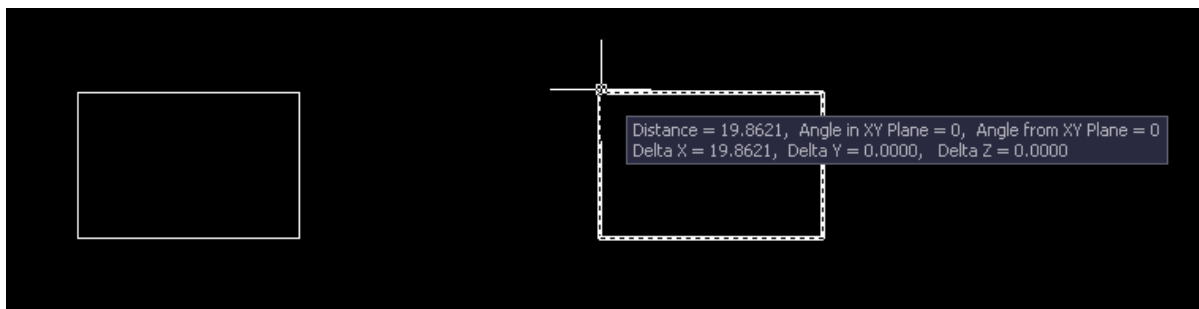 Distance = 19.8621, Angle in XY Plane = 0, Angle from XY Plane = 0
Delta X = 19.8621, Delta Y = 0.0000, Delta Z = 0.0000